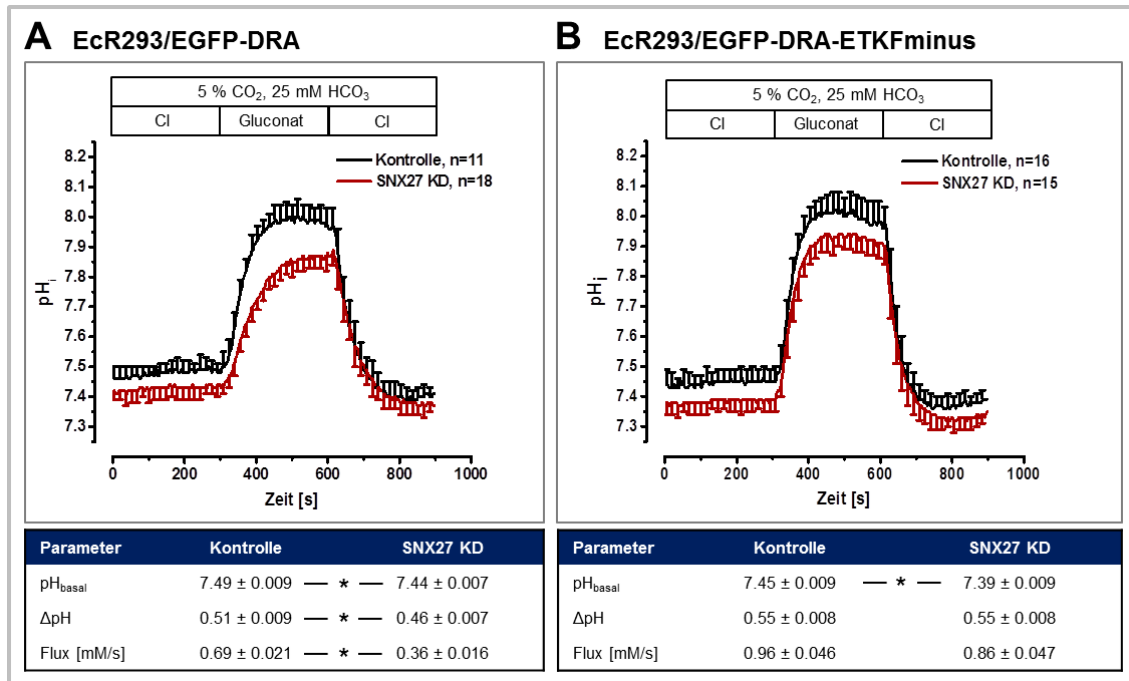 A EcR293/EGFP-DRA
5 % CO₂, 25 mM HCO₃
Cl Gluconat Cl
Kontrolle, n=11
SNX27 KD, n=18
8.2
8.1
8.0
7.9
7.8
7.7
7.6
7.5
7.4
7.3
pHi
0 200 400 600 800 1000
Zeit [s]
Parameter Kontrolle SNX27 KD
pHbasal 7.49 ± 0.009 — * — 7.44 ± 0.007
ΔpH 0.51 ± 0.009 — * — 0.46 ± 0.007
Flux [mM/s] 0.69 ± 0.021 — * — 0.36 ± 0.016
B EcR293/EGFP-DRA-ETKFminus
5 % CO₂, 25 mM HCO₃
Cl Gluconat Cl
Kontrolle, n=16
SNX27 KD, n=15
8.2
8.1
8.0
7.9
7.8
7.7
7.6
7.5
7.4
7.3
pHi
0 200 400 600 800 1000
Zeit [s]
Parameter Kontrolle SNX27 KD
pHbasal 7.45 ± 0.009 — * — 7.39 ± 0.009
ΔpH 0.55 ± 0.008 0.55 ± 0.008
Flux [mM/s] 0.96 ± 0.046 0.86 ± 0.047